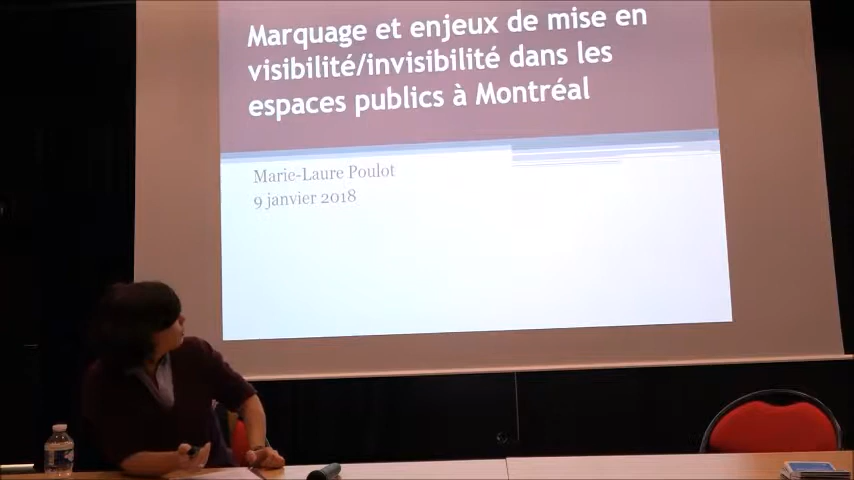 Marquage et enjeux de mise en
visibilité/invisibilité dans les
espaces publics à Montréal
Marie-Laure Poulot
9 janvier 2018